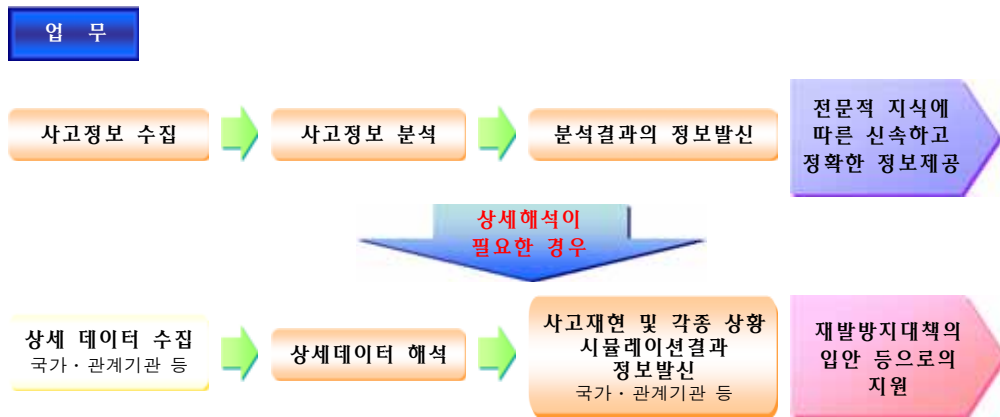 업 무
사고정보 수집
사고정보 분석
분석결과의 정보발신
전문적 지식에
따른 신속하고
정확한 정보제공
상세해석이
필요한 경우
상세 데이터 수집
국가·관계기관 등
상세데이터 해석
사고재현 및 각종 상황
시뮬레이션결과
정보발신
국가·관계기관 등
재발방지대책의
입안 등으로의
지원